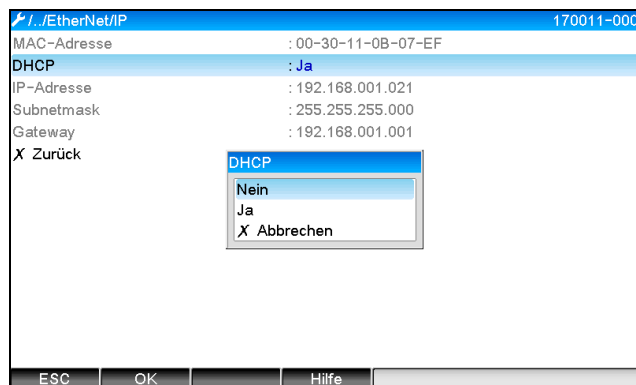 /../EtherNet/IP 170011-000
MAC-Adresse : 00-30-11-0B-07-EF
DHCP : Ja
IP-Adresse : 192.168.001.021
Subnetmask : 255.255.255.000
Gateway : 192.168.001.001
X Zurück
DHCP
Nein
Ja
X Abbrechen
ESC OK Hilfe